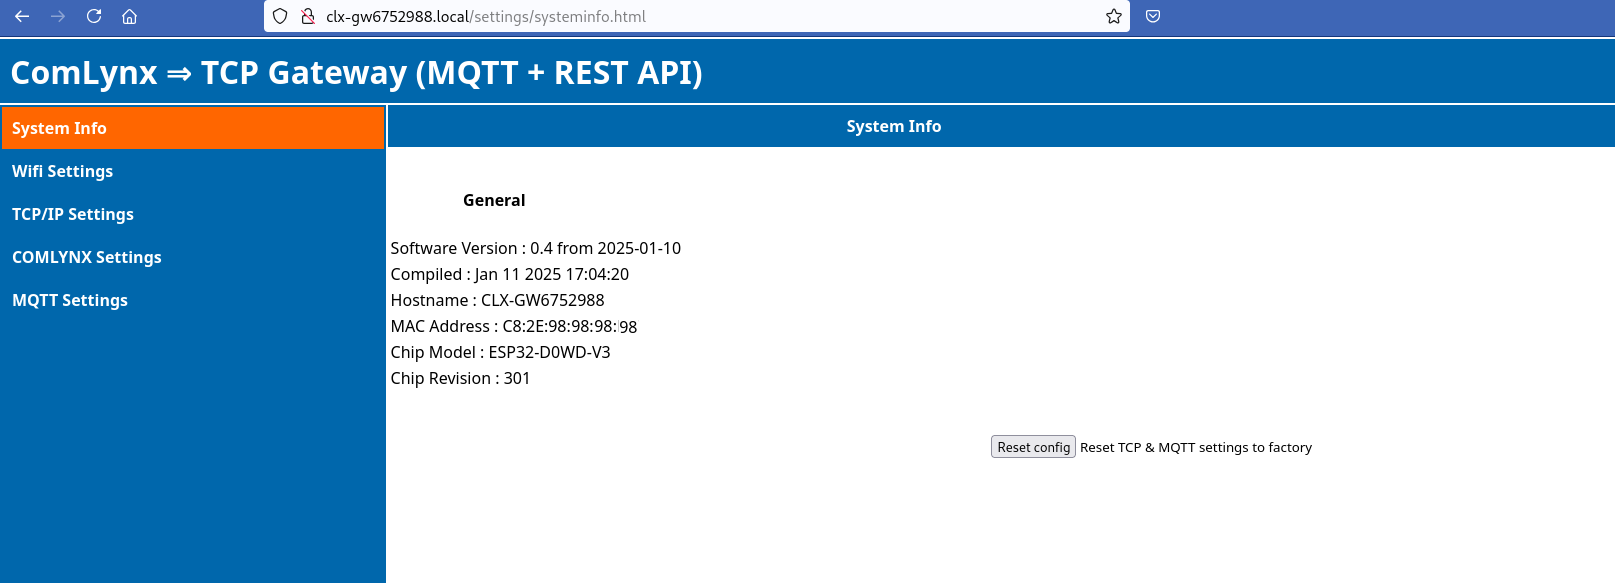 clx-gw6752988.local/settings/systeminfo.html
ComLynx ⇒ TCP Gateway (MQTT + REST API)
System Info
Wifi Settings
TCP/IP Settings
COMLYNX Settings
MQTT Settings
System Info
General
Software Version : 0.4 from 2025-01-10
Compiled : Jan 11 2025 17:04:20
Hostname : CLX-GW6752988
MAC Address : C8:2E:98:98:98:98
Chip Model : ESP32-D0WD-V3
Chip Revision : 301
Reset config Reset TCP & MQTT settings to factory